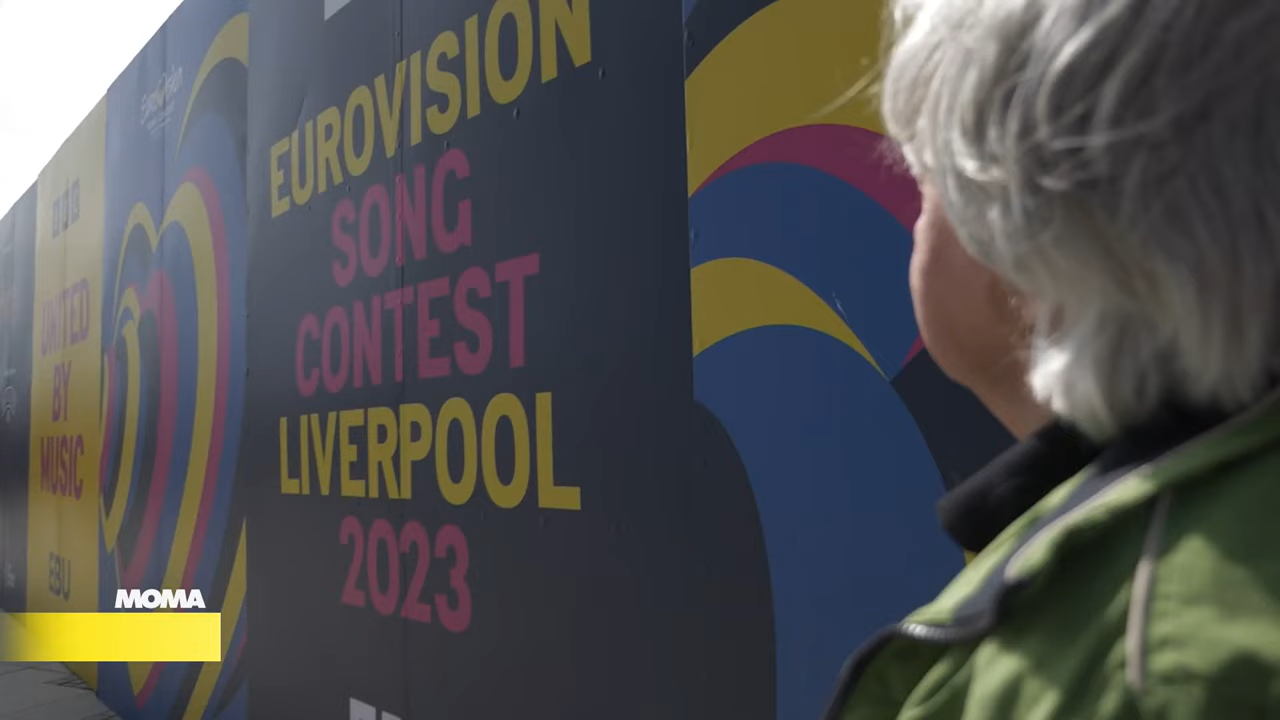 EUROVISION
SONG
CONTEST
LIVERPOOL
2023
UNITED
BY
MUSIC
EBU
MOMA